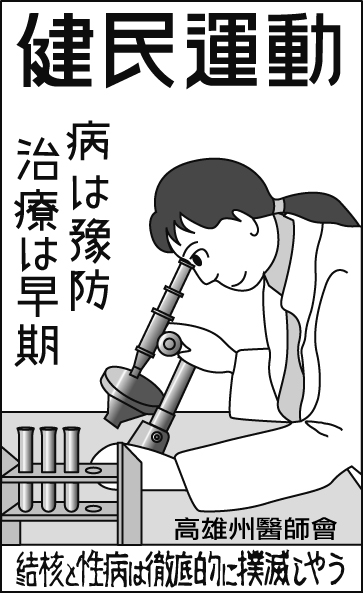 健民運動
病は豫防
治療は早期
高雄州醫師會
結核と性病は徹底的に撲滅しやう